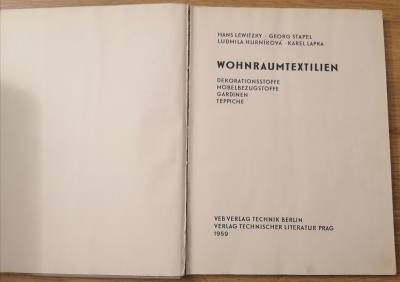 HANS LEWITZKY · GEORG STAPEL
LUDMILA HURNÍKOVÁ · KAREL LAPKA
WOHNRAUMTEXTILIEN
DEKORATIONSSTOFFE
MÖBELBEZUGSTOFFE
GARDINEN
TEPPICHE
VEB VERLAG TECHNIK BERLIN
VERLAG TECHNISCHER LITERATUR PRAG
1959